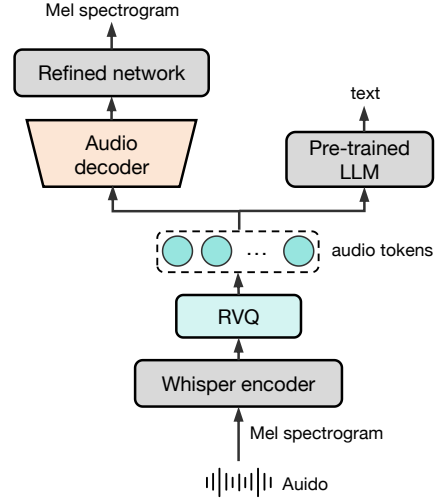 Mel spectrogram
Refined network
Audio
decoder
text
Pre-trained
LLM
...
audio tokens
RVQ
Whisper encoder
Mel spectrogram
Auido